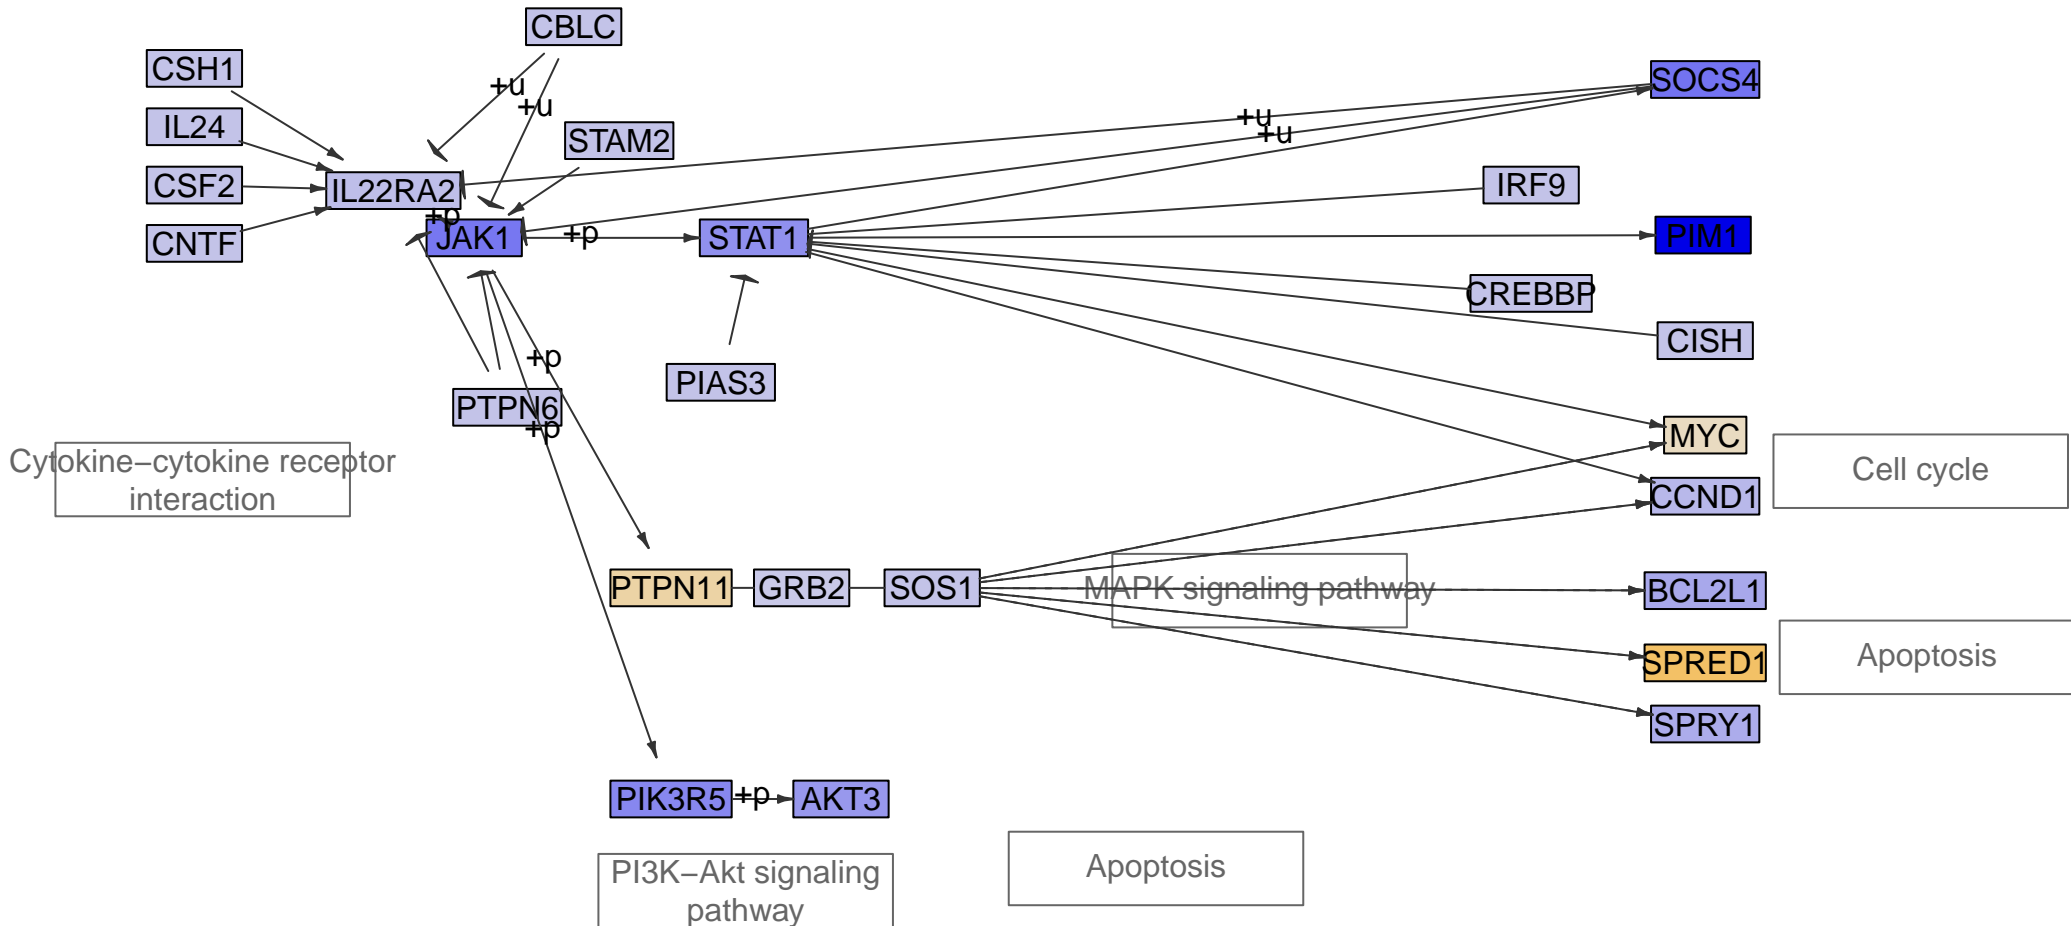 CBLC
CSH1
SOCS4
+u
+u
+u
IL24
+u
STAM2
CSF2
IL22RA2
IRF9
+p
CNTF
JAK1
+p
STAT1
PIM1
CREBBP
CISH
+p
PIAS3
PTPN6
+p
MYC
Cytokine−cytokine receptor
interaction
Cell cycle
CCND1
PTPN11
GRB2
SOS1
MAPK signaling pathway
BCL2L1
SPRED1
Apoptosis
SPRY1
PIK3R5
+p
AKT3
PI3K−Akt signaling
pathway
Apoptosis